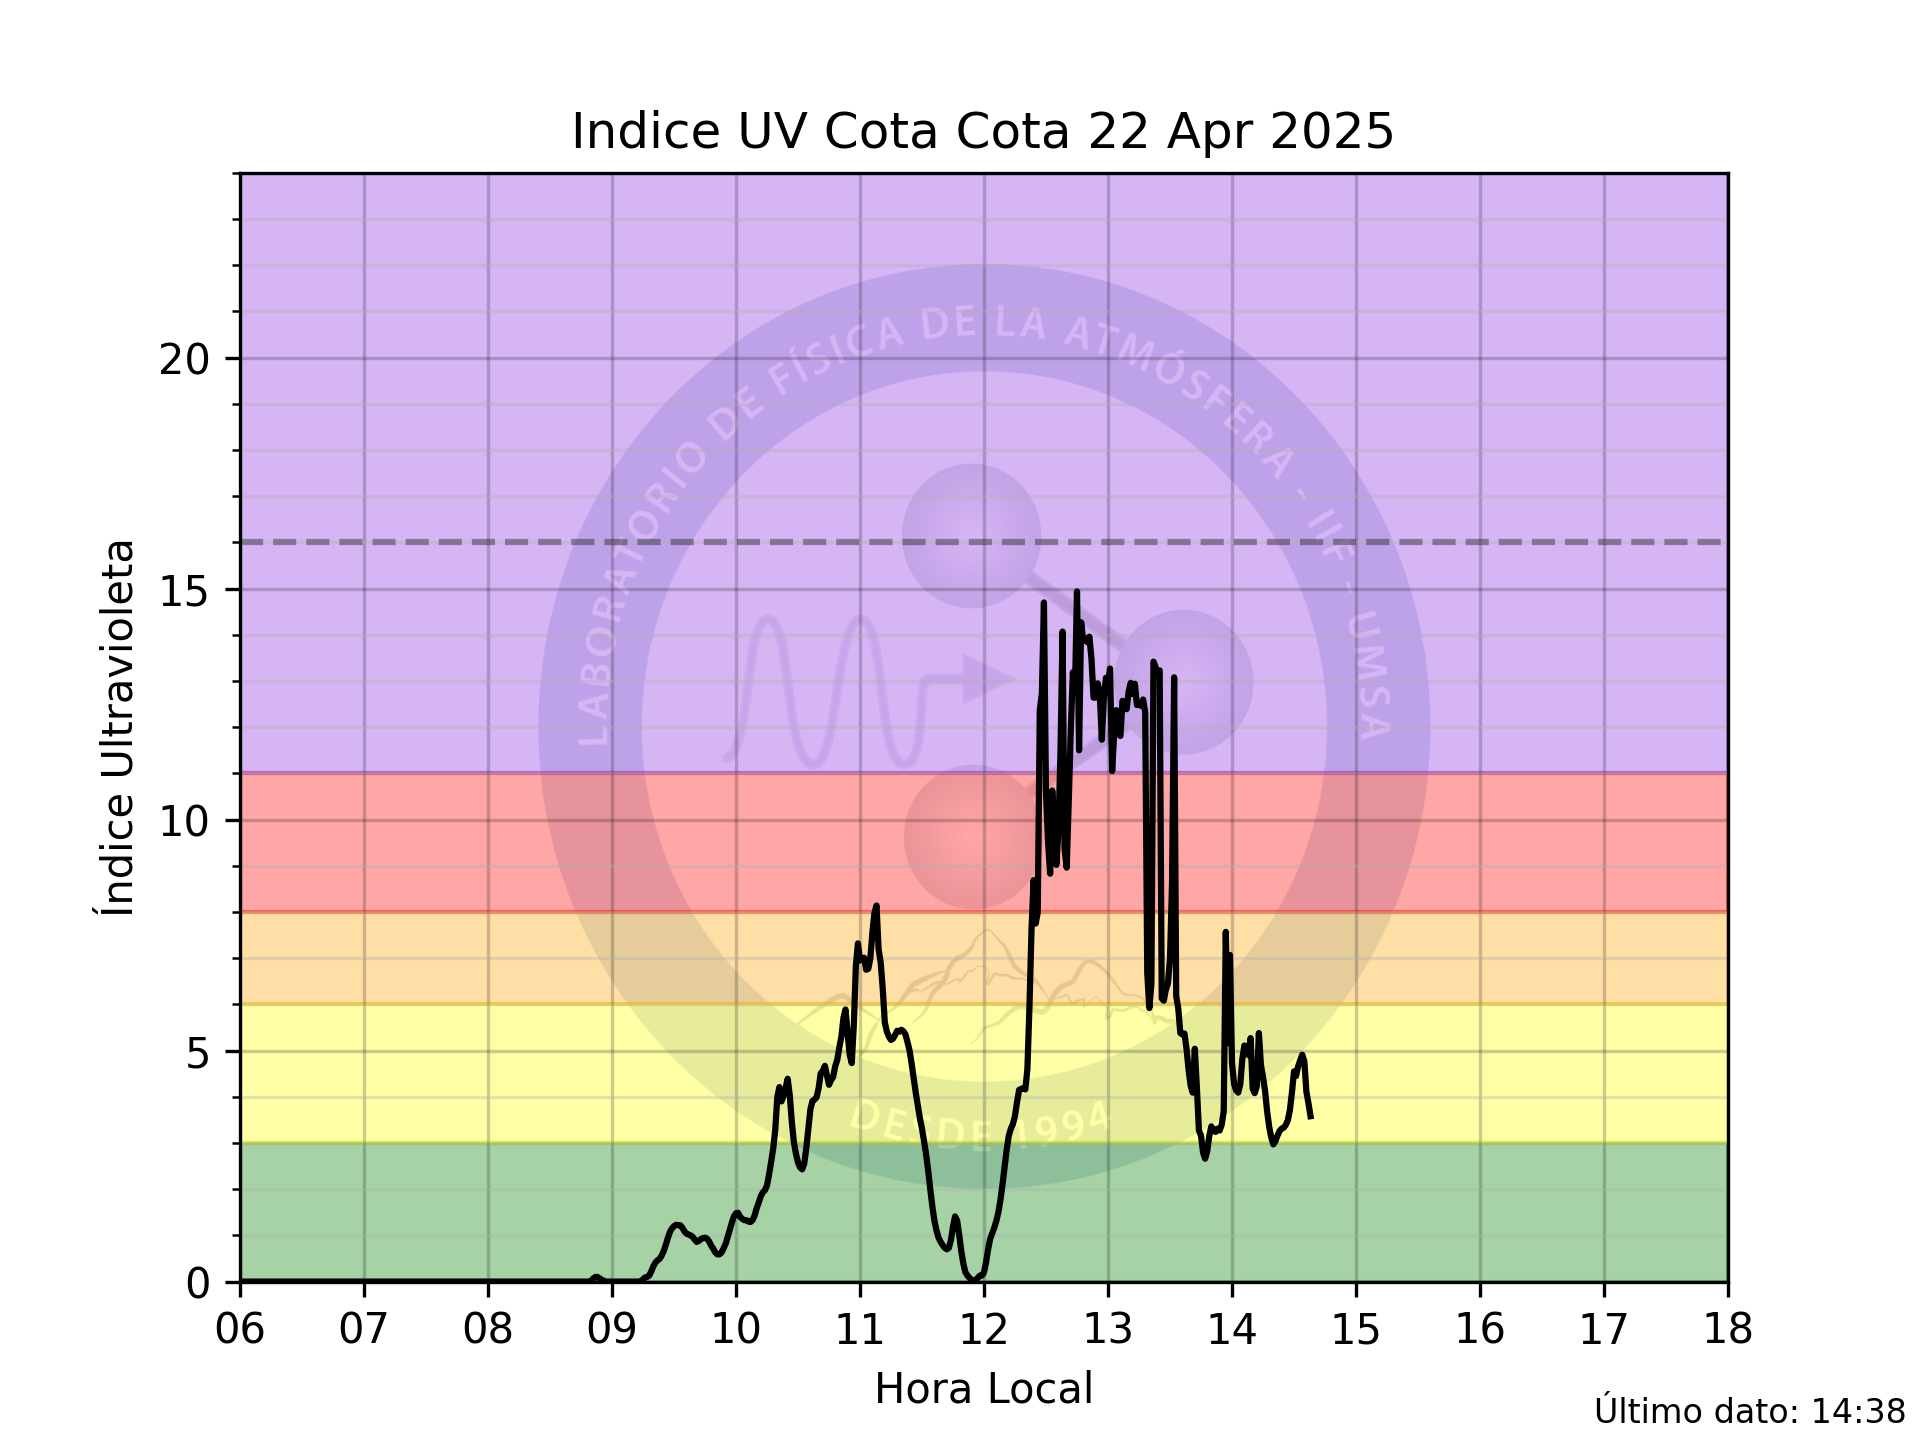 Indice UV Cota Cota 22 Apr 2025
Índice Ultravioleta
20
15
10
5
0
LABORATORIO DE FÍSICA DE LA ATMÓSFERA - IIF - UMSA
DESDE 1994
06 07 08 09 10 11 12 13 14 15 16 17 18
Hora Local
Último dato: 14:38